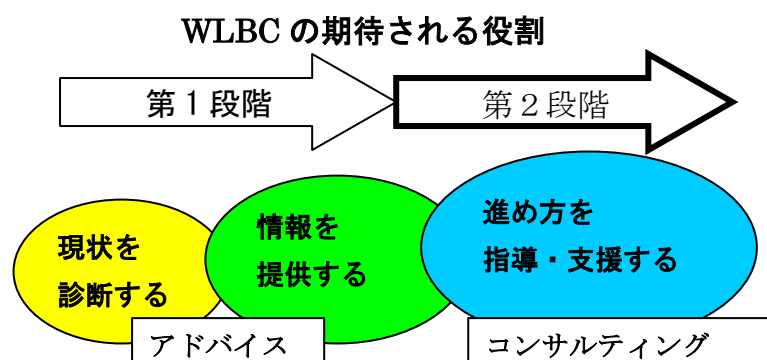 WLBC の期待される役割
第１段階
第２段階
現状を
診断する
情報を
提供する
進め方を
指導・支援する
アドバイス
コンサルティング